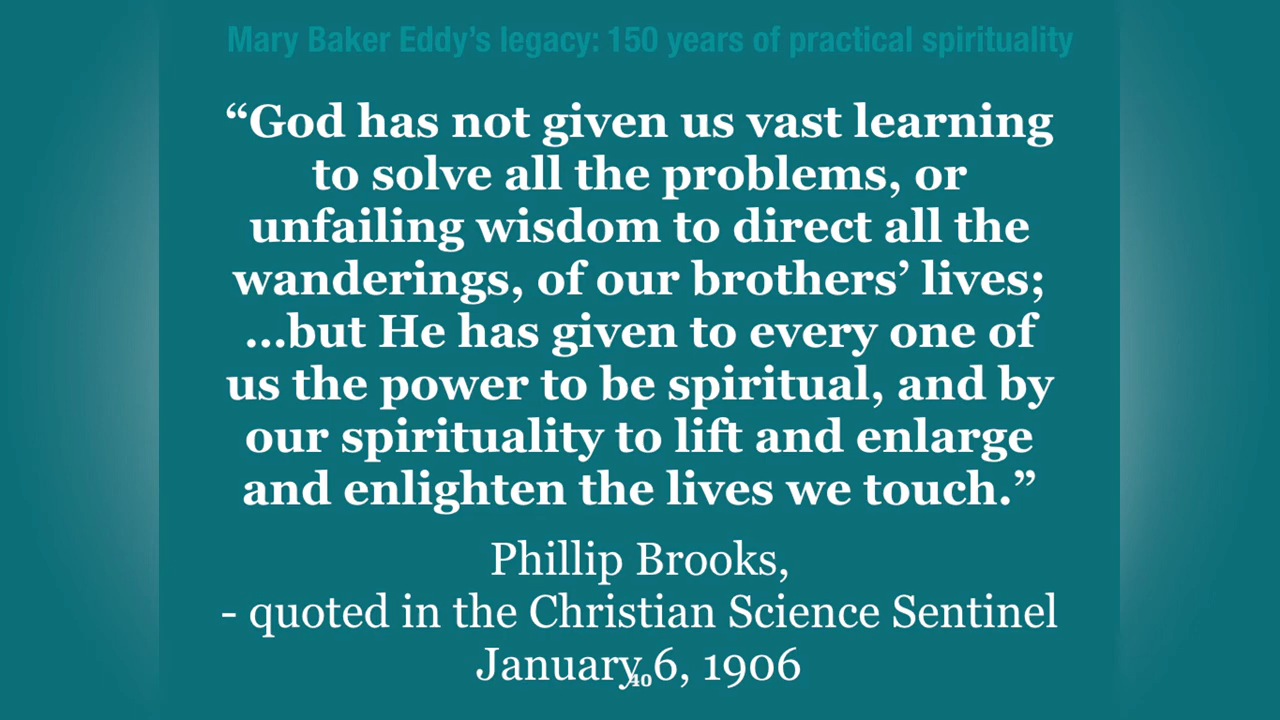 Mary Baker Eddy’s legacy: 150 years of practical spirituality
“God has not given us vast learning
to solve all the problems, or
unfailing wisdom to direct all the
wanderings, of our brothers’ lives;
...but He has given to every one of
us the power to be spiritual, and by
our spirituality to lift and enlarge
and enlighten the lives we touch.”
Phillip Brooks,
- quoted in the Christian Science Sentinel
January 6, 1906
40